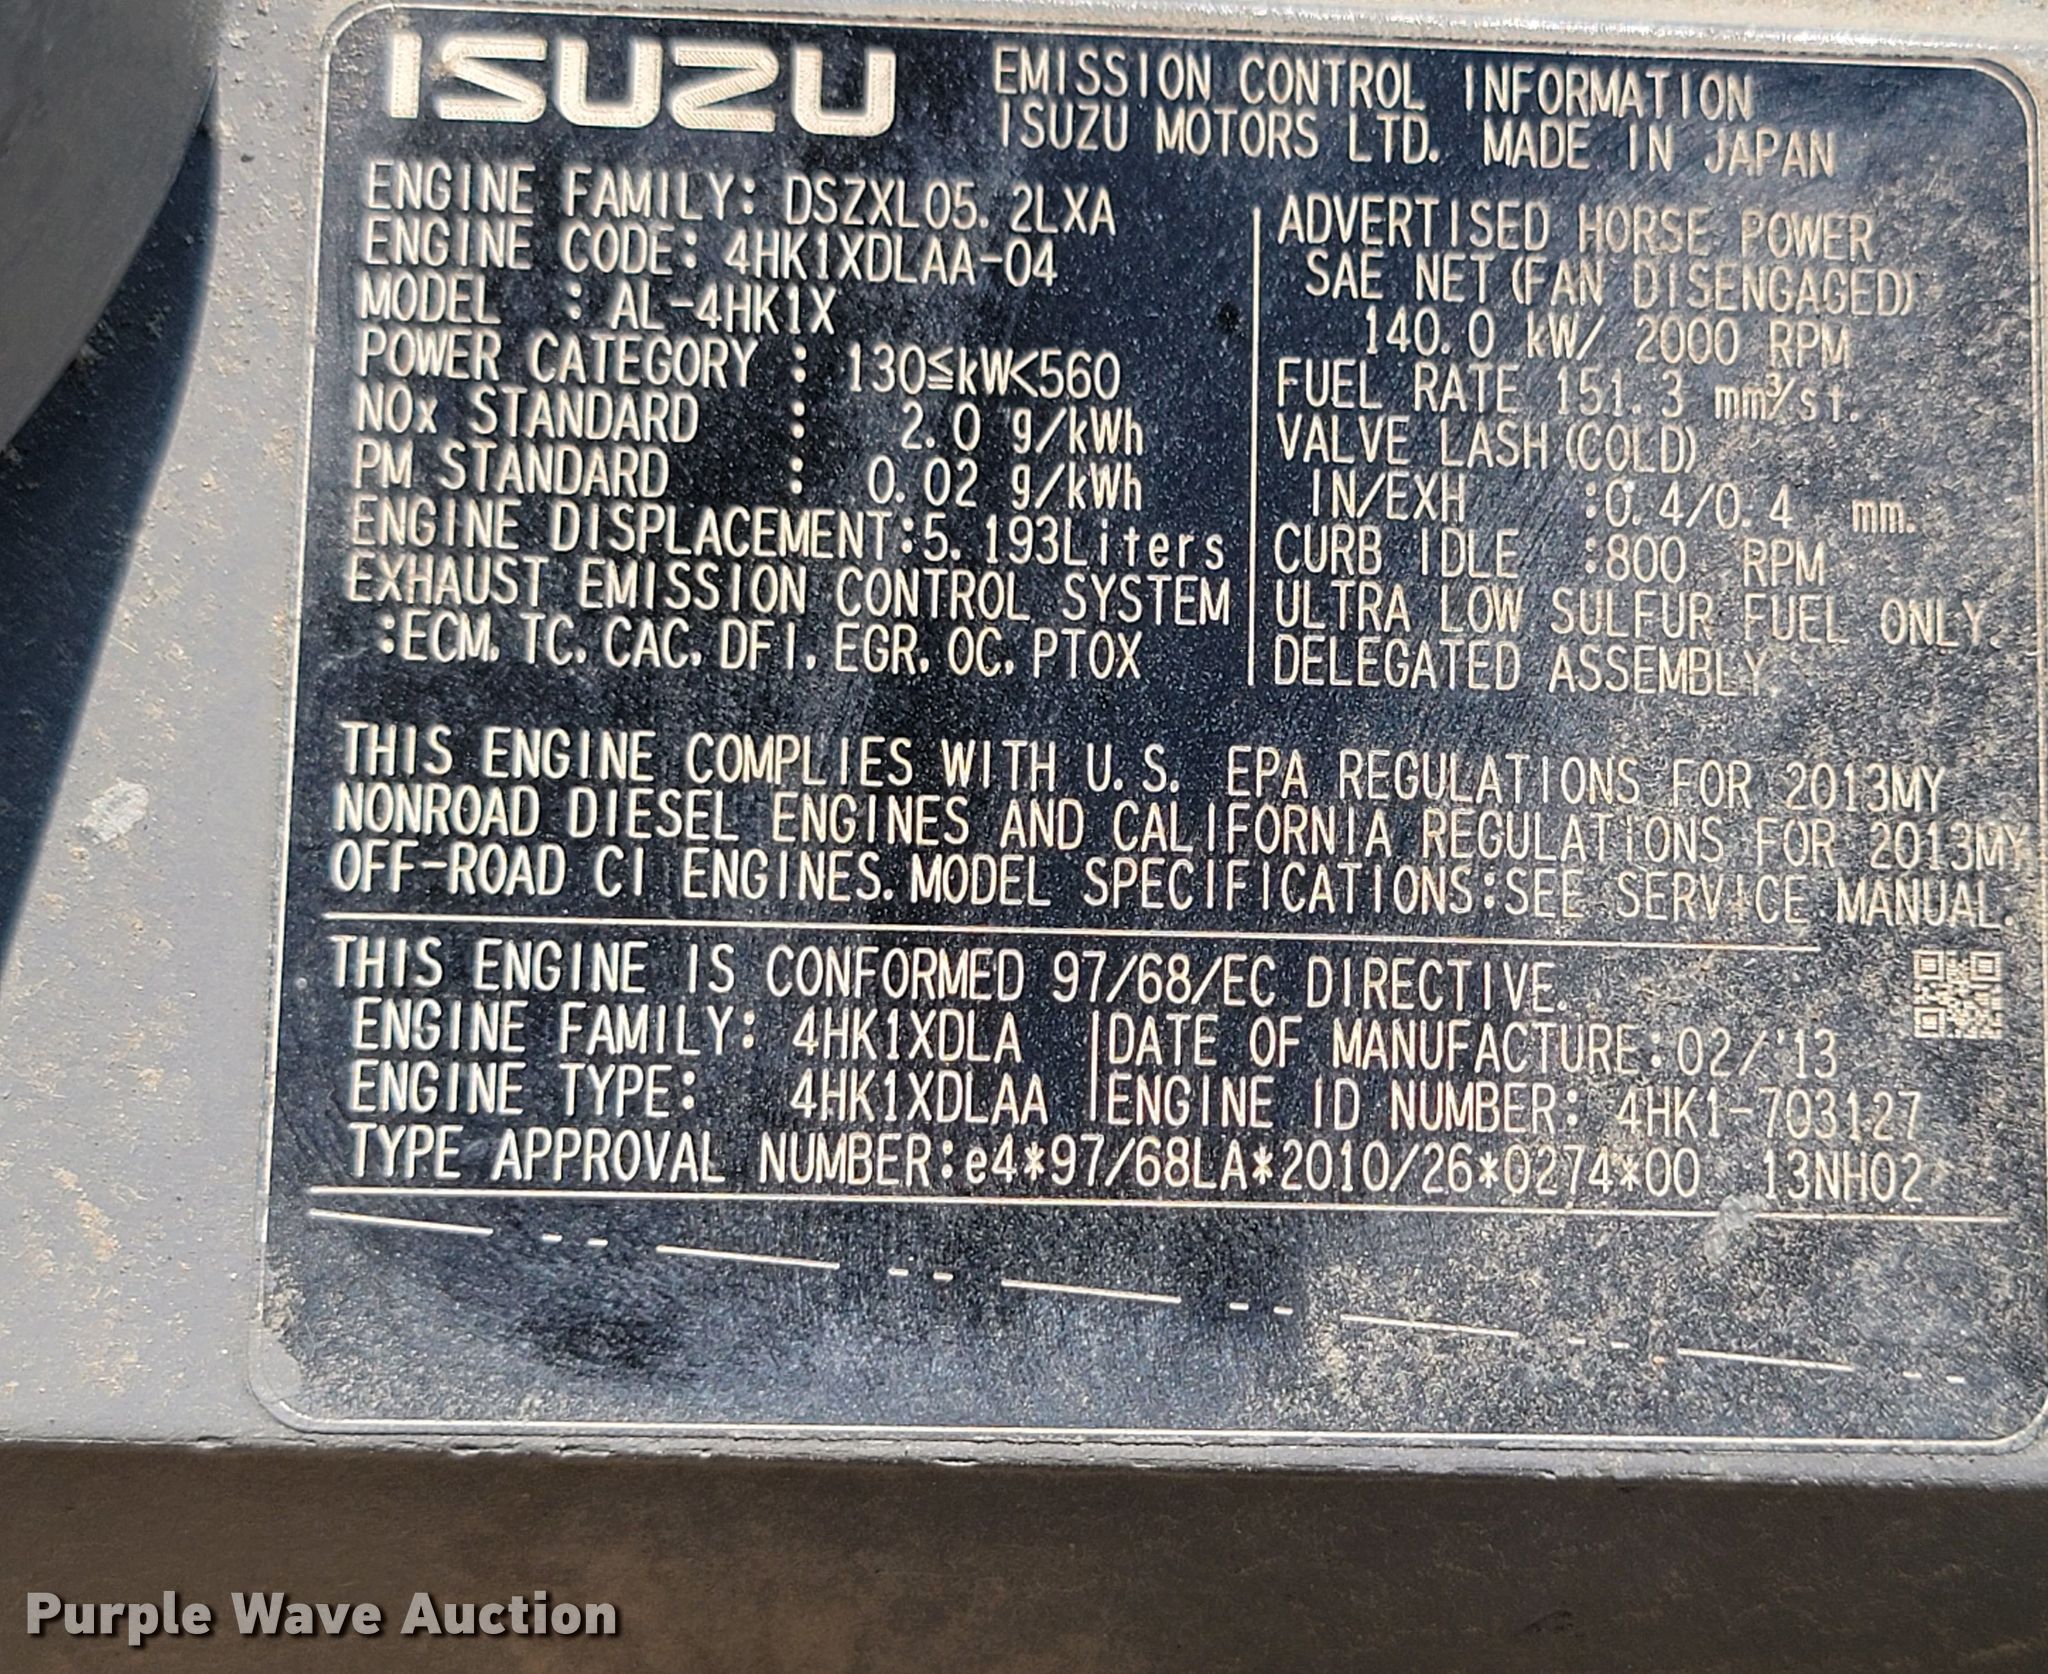 ISUZU
EMISSION CONTROL INFORMATION
ISUZU MOTORS LTD. MADE IN JAPAN
ENGINE FAMILY: DSZXL05.2LXA
ENGINE CODE: 4HK1XDLAA-04
MODEL : AL-4HK1X
POWER CATEGORY : 130≦kW<560
NOx STANDARD : 2.0 g/kWh
PM STANDARD : 0.02 g/kWh
ENGINE DISPLACEMENT:5.193Liters
EXHAUST EMISSION CONTROL SYSTEM
:ECM, TC, CAC, DFI, EGR, OC, PTOX
ADVERTISED HORSE POWER
SAE NET (FAN DISENGAGED)
140.0 kW/ 2000 RPM
FUEL RATE 151.3 mm³/st.
VALVE LASH (COLD)
IN/EXH :0.4/0.4 mm.
CURB IDLE :800 RPM
ULTRA LOW SULFUR FUEL ONLY.
DELEGATED ASSEMBLY.
THIS ENGINE COMPLIES WITH U.S. EPA REGULATIONS FOR 2013MY
NONROAD DIESEL ENGINES AND CALIFORNIA REGULATIONS FOR 2013MY
OFF-ROAD CI ENGINES. MODEL SPECIFICATIONS:SEE SERVICE MANUAL.
THIS ENGINE IS CONFORMED 97/68/EC DIRECTIVE.
ENGINE FAMILY: 4HK1XDLA | DATE OF MANUFACTURE:02/'13
ENGINE TYPE: 4HK1XDLAA | ENGINE ID NUMBER: 4HK1-703127
TYPE APPROVAL NUMBER:e4*97/68LA*2010/26*0274*00 13NH02
Purple Wave Auction